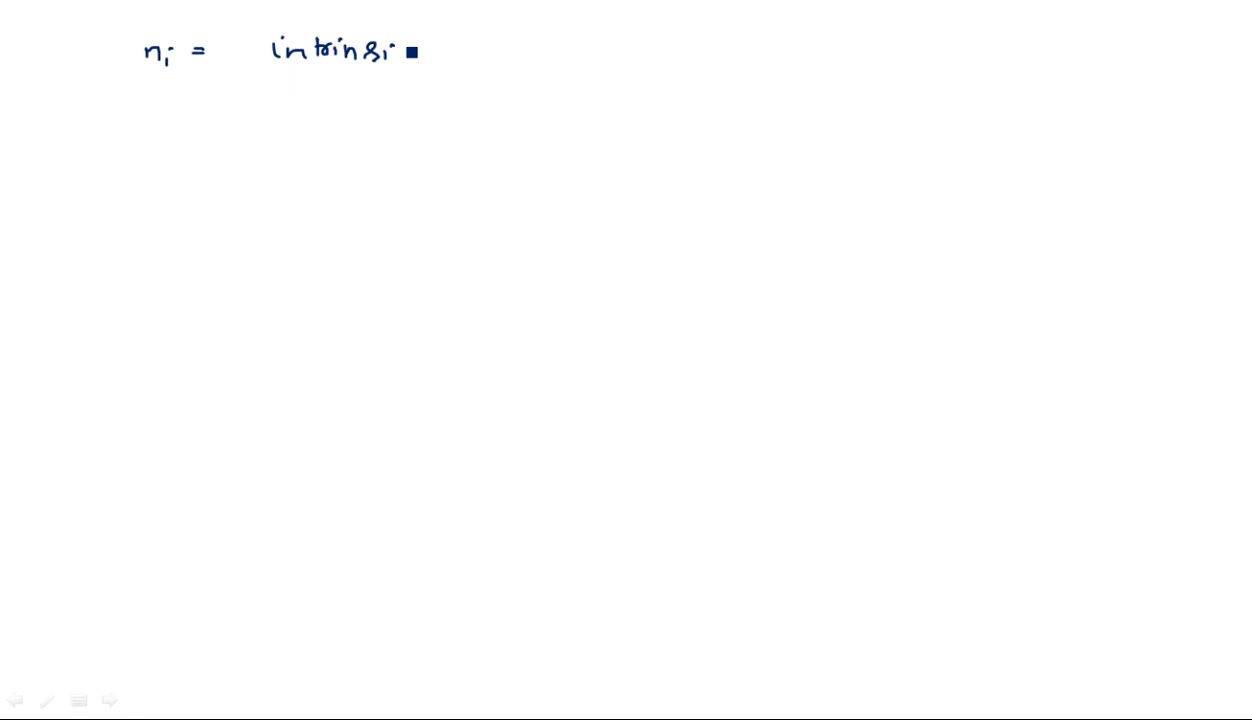 ni = intrinsi